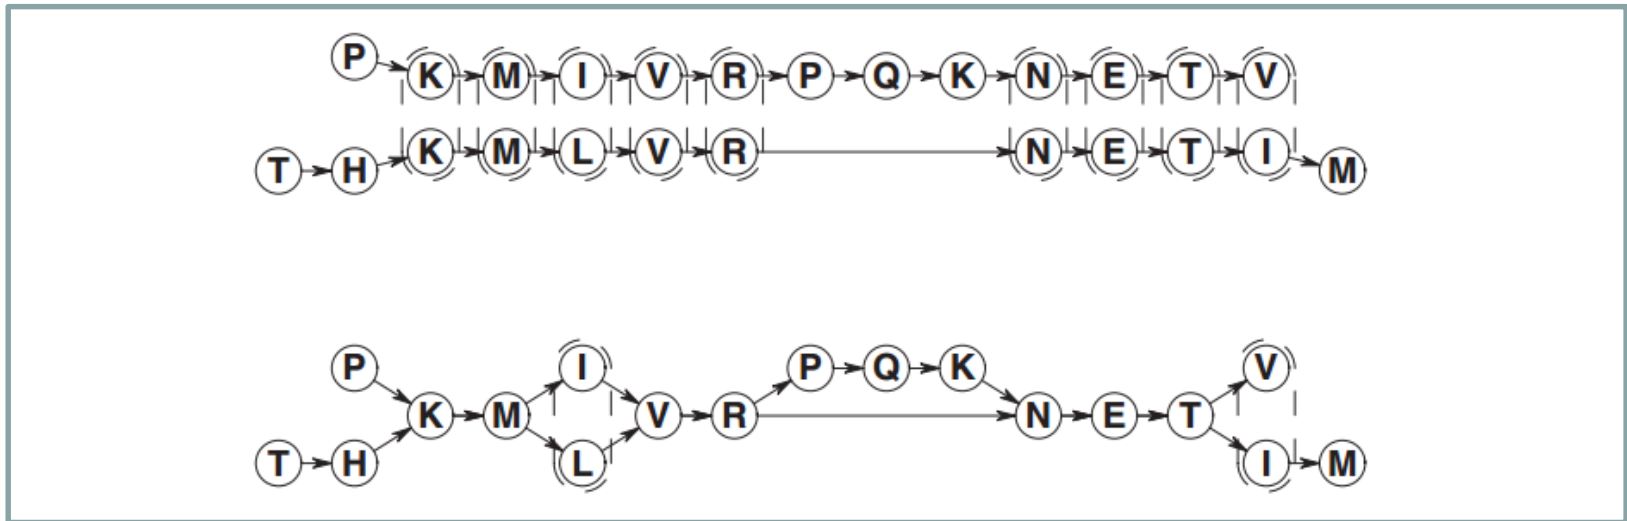 P K M I V R P Q K N E T V
T H K M L V R N E T I M
P I P Q K V
K M V R N E T
T H L I M